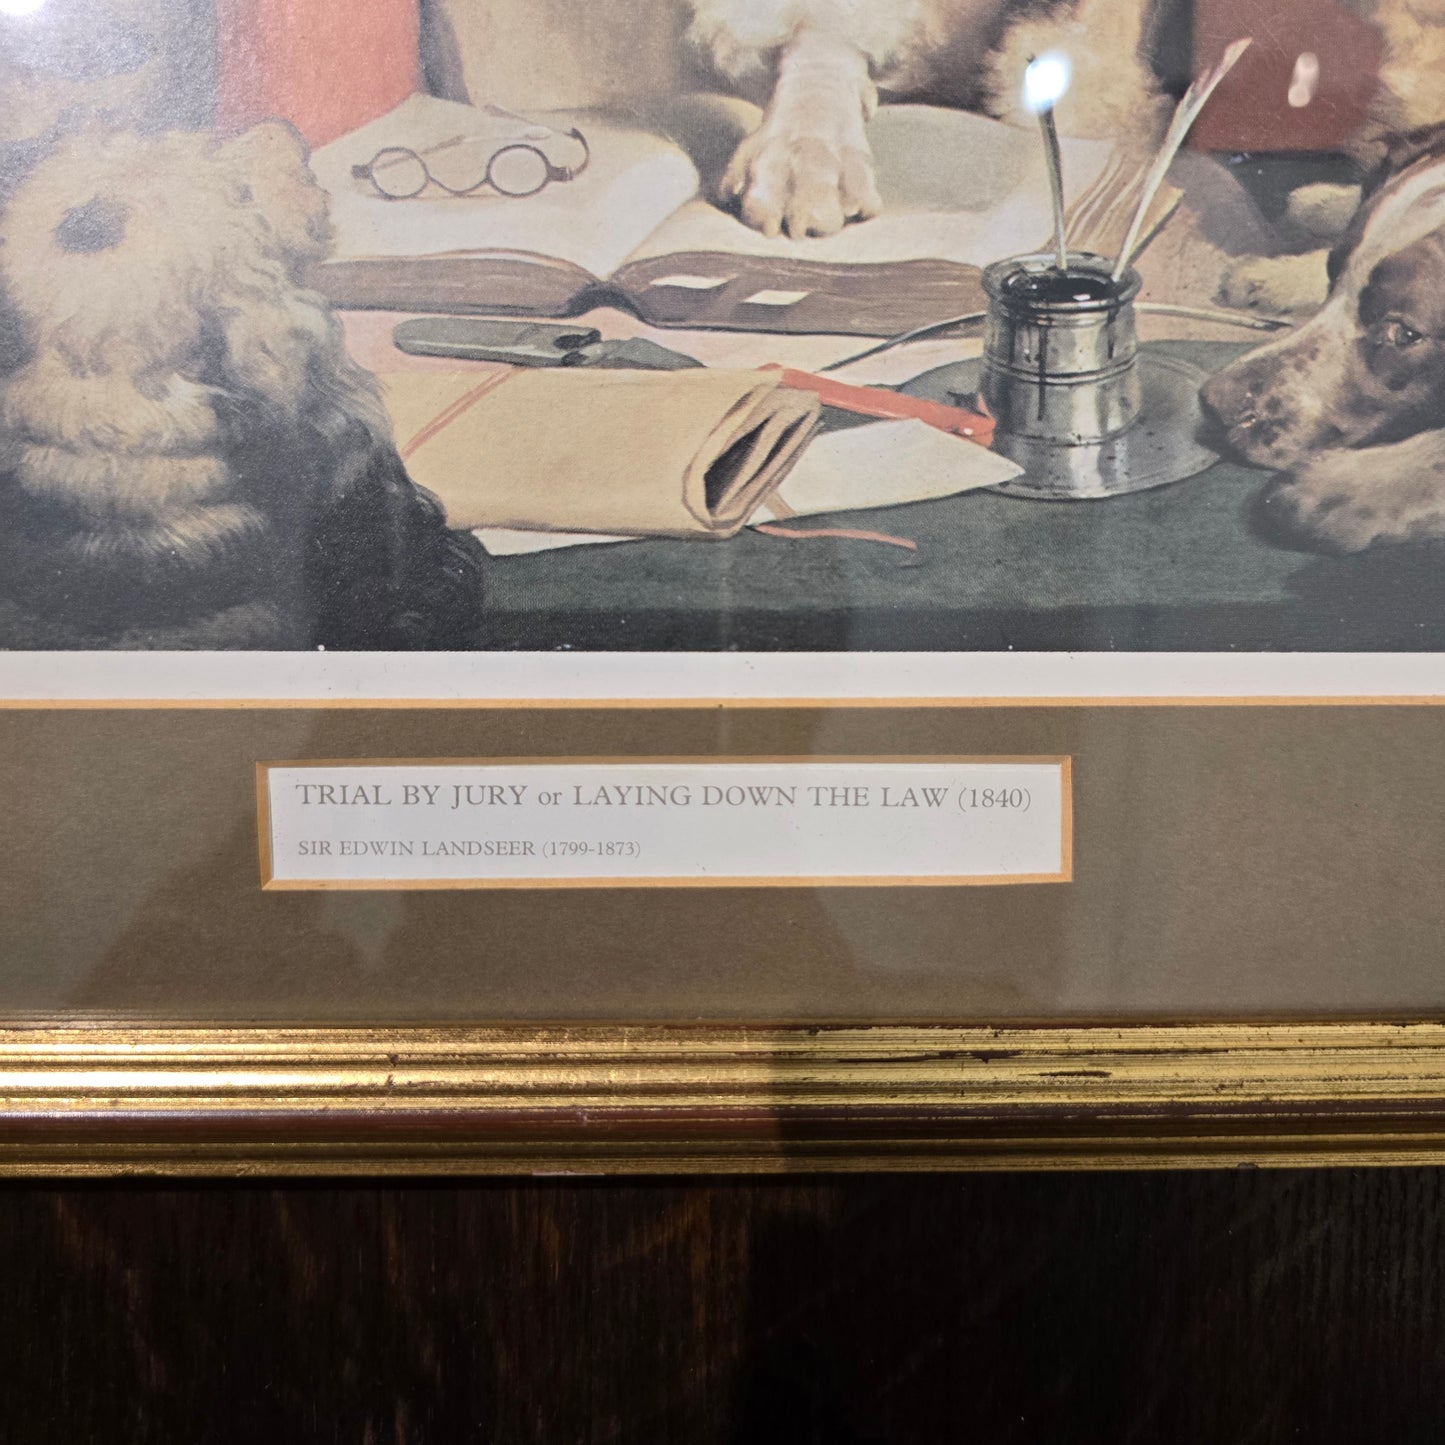 TRIAL BY JURY or LAYING DOWN THE LAW (1840)
SIR EDWIN LANDSEER (1799-1873)